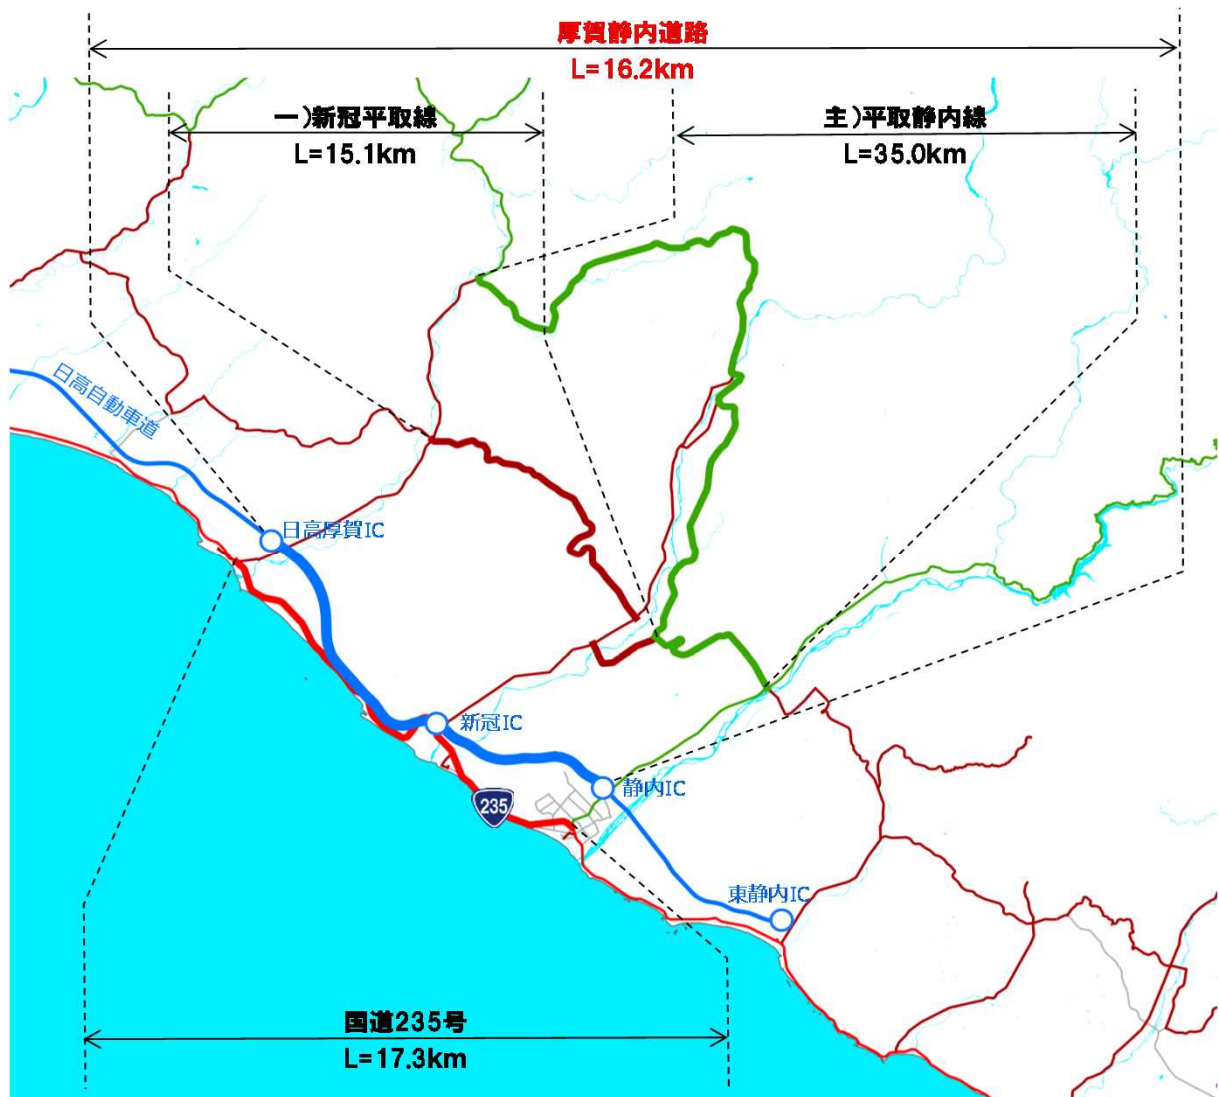 厚賀静内道路
L=16.2km
一)新冠平取線
L=15.1km
主)平取静内線
L=35.0km
日高自動車道
日高厚賀IC
新冠IC
静内IC
235
東静内IC
国道235号
L=17.3km